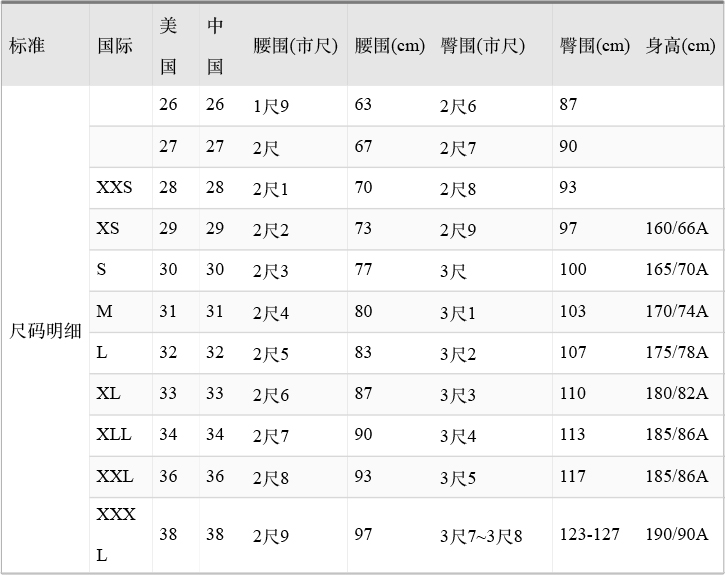 标准 国际 美国 中国 腰围(市尺) 腰围(cm) 臀围(市尺) 臀围(cm) 身高(cm)
尺码明细
26 26 1尺9 63 2尺6 87
27 27 2尺 67 2尺7 90
XXS 28 28 2尺1 70 2尺8 93
XS 29 29 2尺2 73 2尺9 97 160/66A
S 30 30 2尺3 77 3尺 100 165/70A
M 31 31 2尺4 80 3尺1 103 170/74A
L 32 32 2尺5 83 3尺2 107 175/78A
XL 33 33 2尺6 87 3尺3 110 180/82A
XLL 34 34 2尺7 90 3尺4 113 185/86A
XXL 36 36 2尺8 93 3尺5 117 185/86A
XXXL 38 38 2尺9 97 3尺7~3尺8 123-127 190/90A